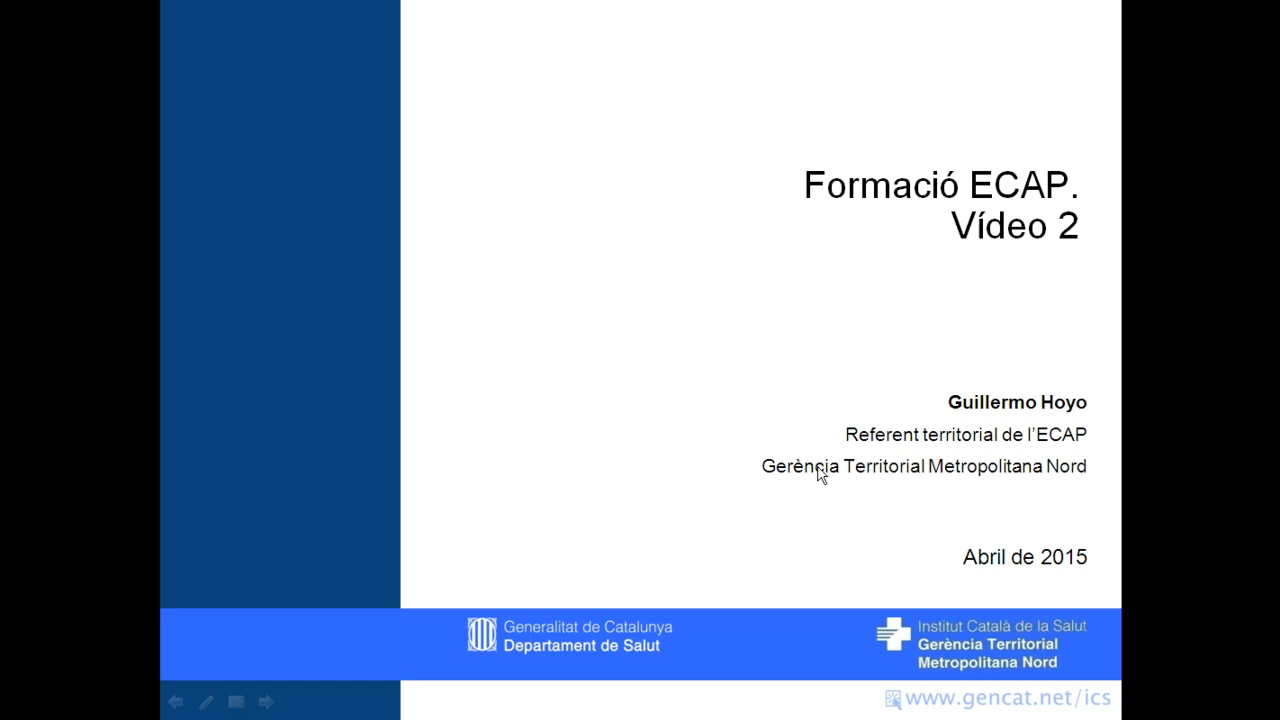 Formació ECAP.
Vídeo 2
Guillermo Hoyo
Referent territorial de l’ECAP
Gerència Territorial Metropolitana Nord
Abril de 2015
Generalitat de Catalunya
Departament de Salut
Institut Català de la Salut
Gerència Territorial
Metropolitana Nord
www.gencat.net/ics